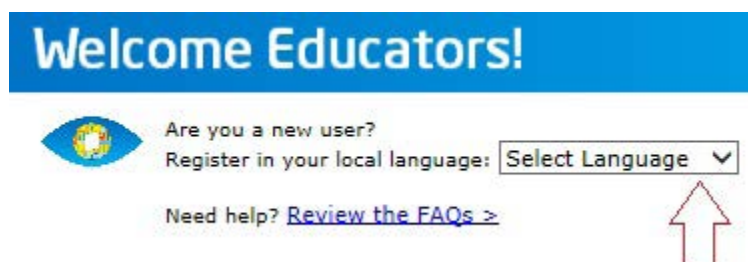 Welcome Educators!
Are you a new user?
Register in your local language: Select Language
Need help? Review the FAQs >